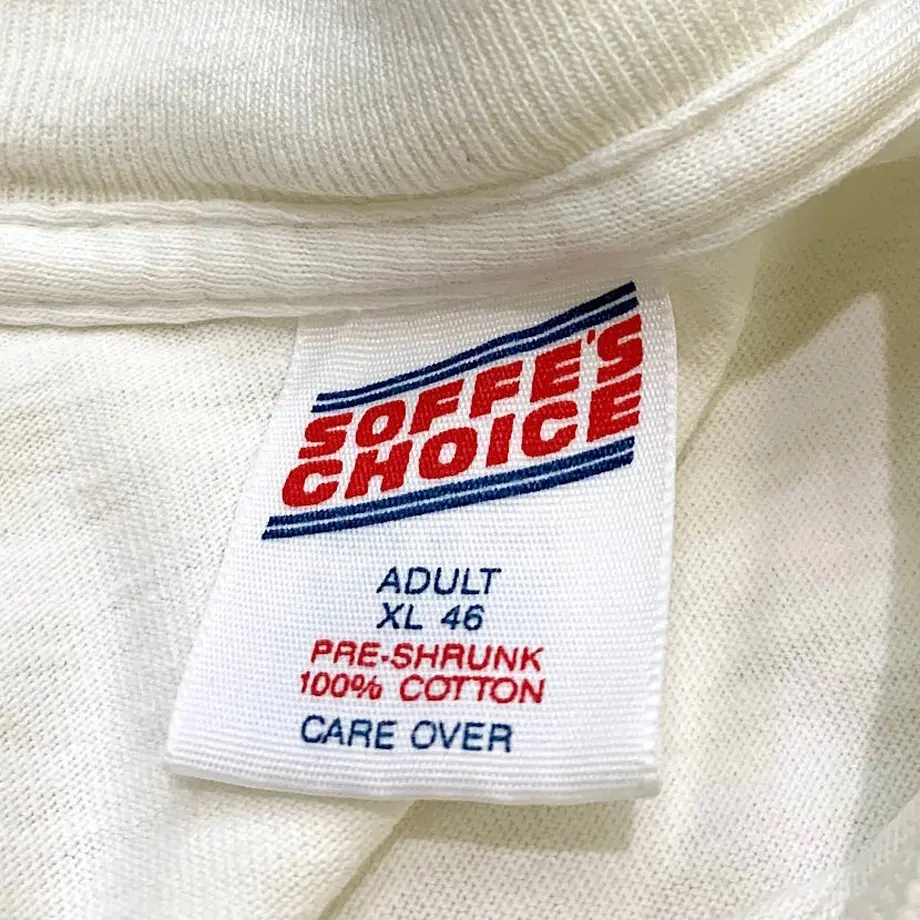 SOFFE'S
CHOICE
ADULT
XL 46
PRE-SHRUNK
100% COTTON
CARE OVER